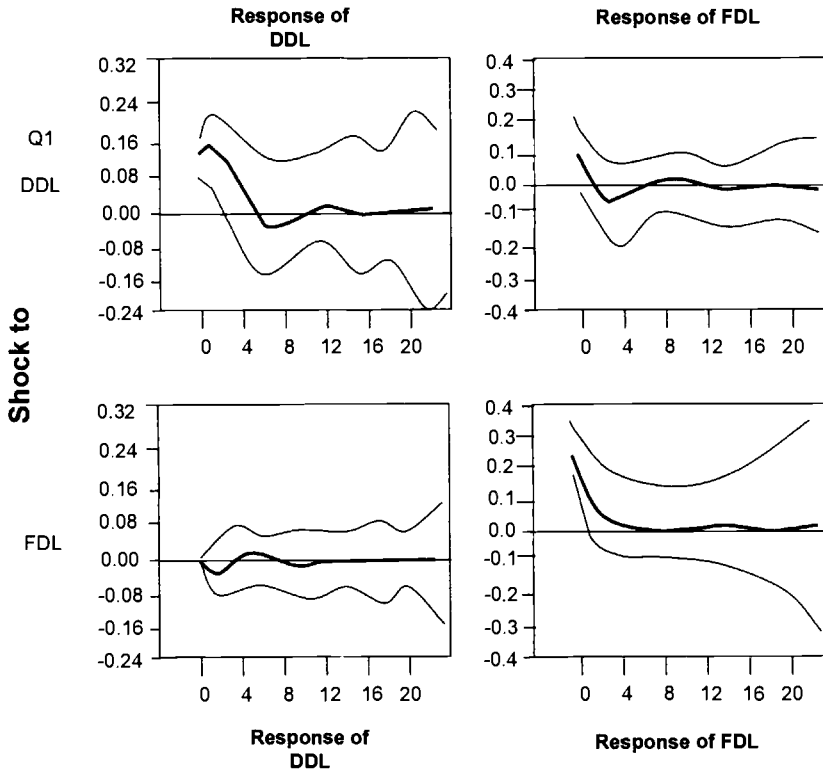 Response of
DDL
Response of FDL
Shock to
Q1
DDL
0.32
0.24
0.16
0.08
0.00
-0.08
-0.16
-0.24
0 4 8 12 16 20
0.4
0.3
0.2
0.1
0.0
-0.1
-0.2
-0.3
-0.4
0 4 8 12 16 20
FDL
0.32
0.24
0.16
0.08
0.00
-0.08
-0.16
-0.24
0 4 8 12 16 20
0.4
0.3
0.2
0.1
0.0
-0.1
-0.2
-0.4
0 4 8 12 16 20
Response of
DDL
Response of FDL